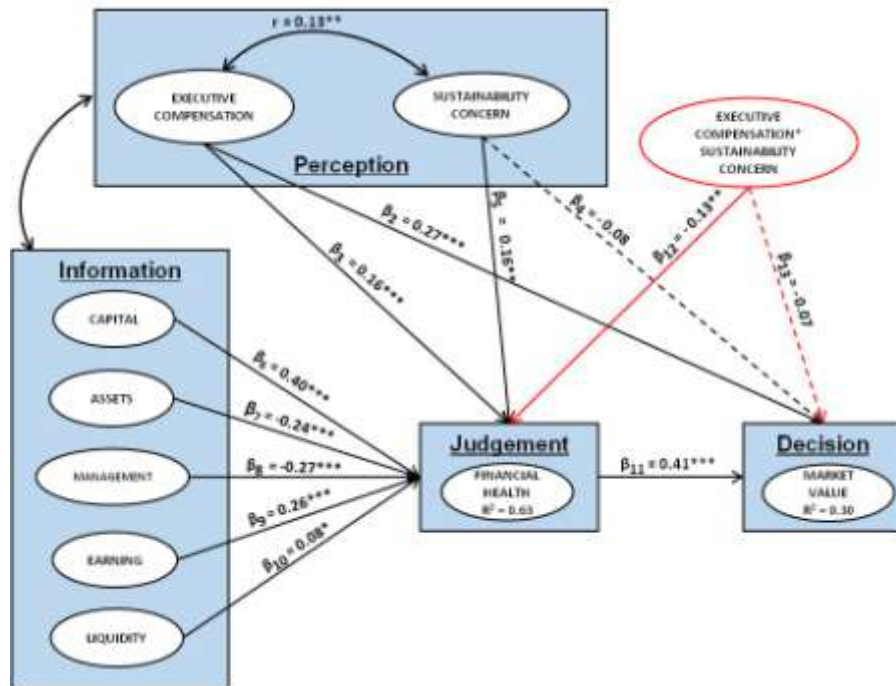 r = 0.13**
EXECUTIVE
COMPENSATION
SUSTAINABILITY
CONCERN
Perception
EXECUTIVE
COMPENSATION*
SUSTAINABILITY
CONCERN
β2 = 0.27***
0.16***
β5 = 0.16**
β4 = -0.08
β12 = -0.13**
β13 = -0.07
Information
CAPITAL
ASSETS
MANAGEMENT
EARNING
LIQUIDITY
β6 = 0.40***
β7 = -0.24***
β8 = -0.27***
β9 = 0.26***
β10 = 0.08*
Judgement
FINANCIAL
HEALTH
R² = 0.63
β11 = 0.41***
Decision
MARKET
VALUE
R² = 0.30